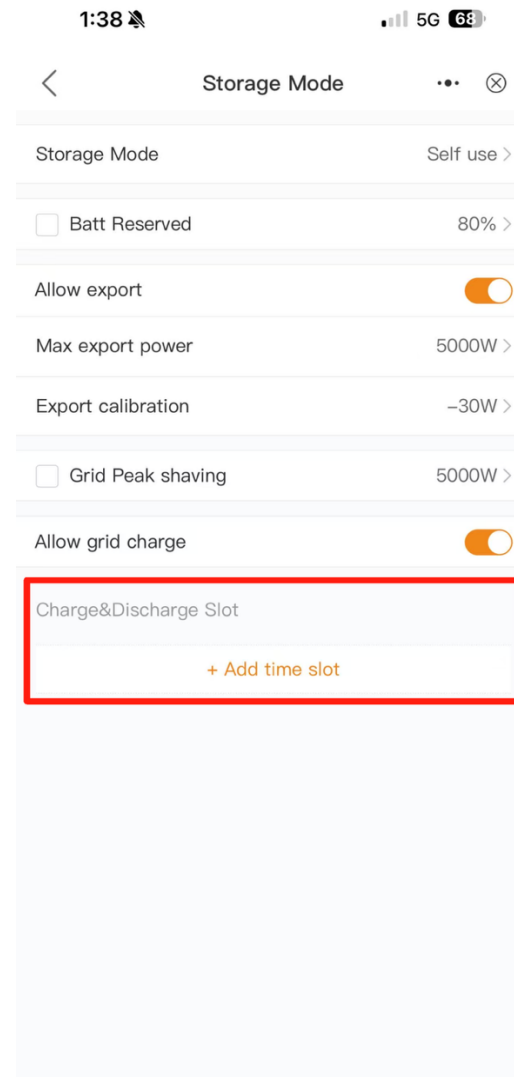 1:38 5G 68
Storage Mode
Storage Mode Self use
Batt Reserved 80%
Allow export
Max export power 5000W
Export calibration –30W
Grid Peak shaving 5000W
Allow grid charge
Charge&Discharge Slot
+ Add time slot